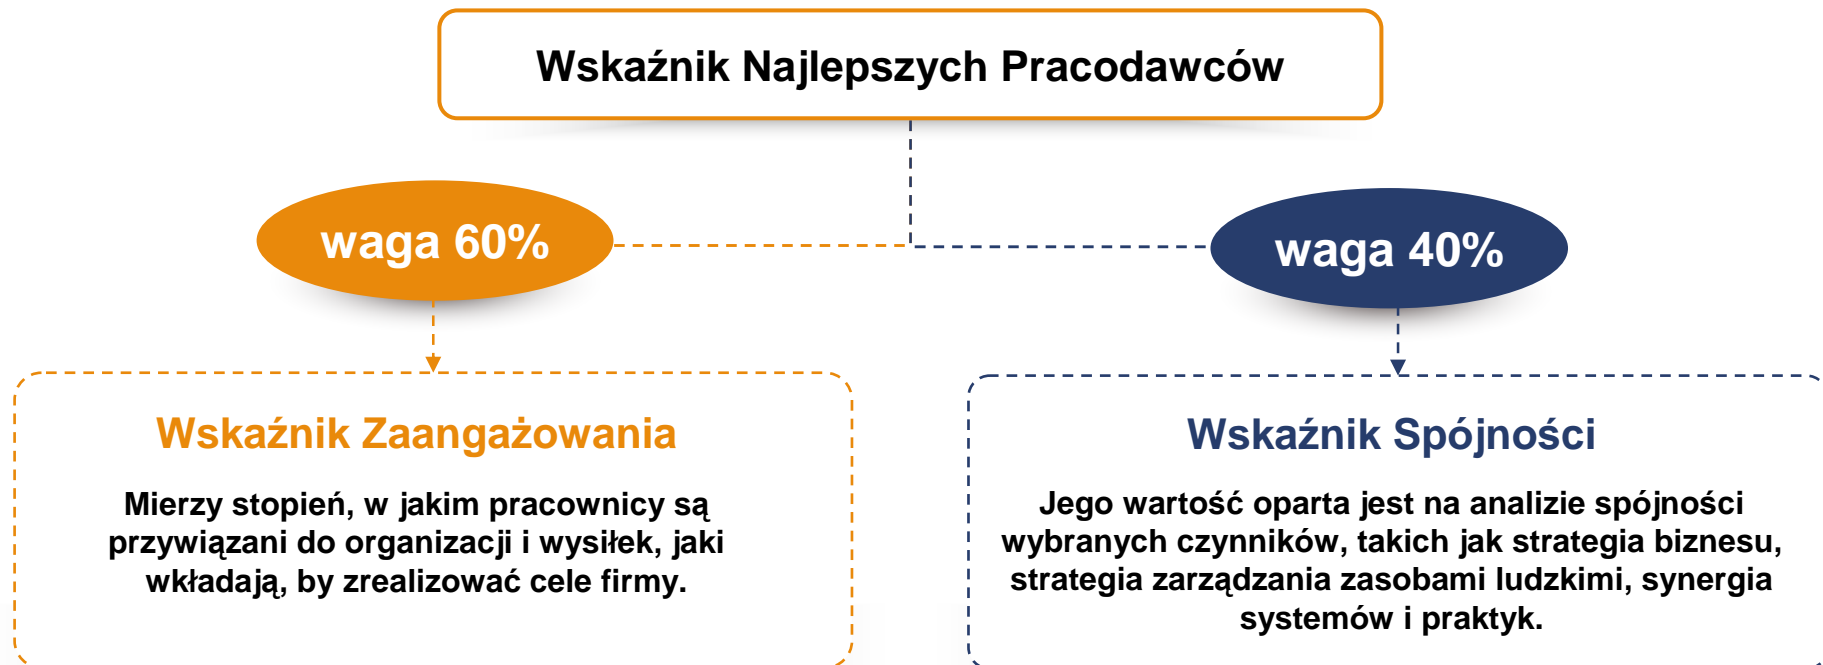 Wskaźnik Najlepszych Pracodawców
waga 60%
waga 40%
Wskaźnik Zaangażowania
Mierzy stopień, w jakim pracownicy są
przywiązani do organizacji i wysiłek, jaki
wkładają, by zrealizować cele firmy.
Wskaźnik Spójności
Jego wartość oparta jest na analizie spójności
wybranych czynników, takich jak strategia biznesu,
strategia zarządzania zasobami ludzkimi, synergia
systemów i praktyk.